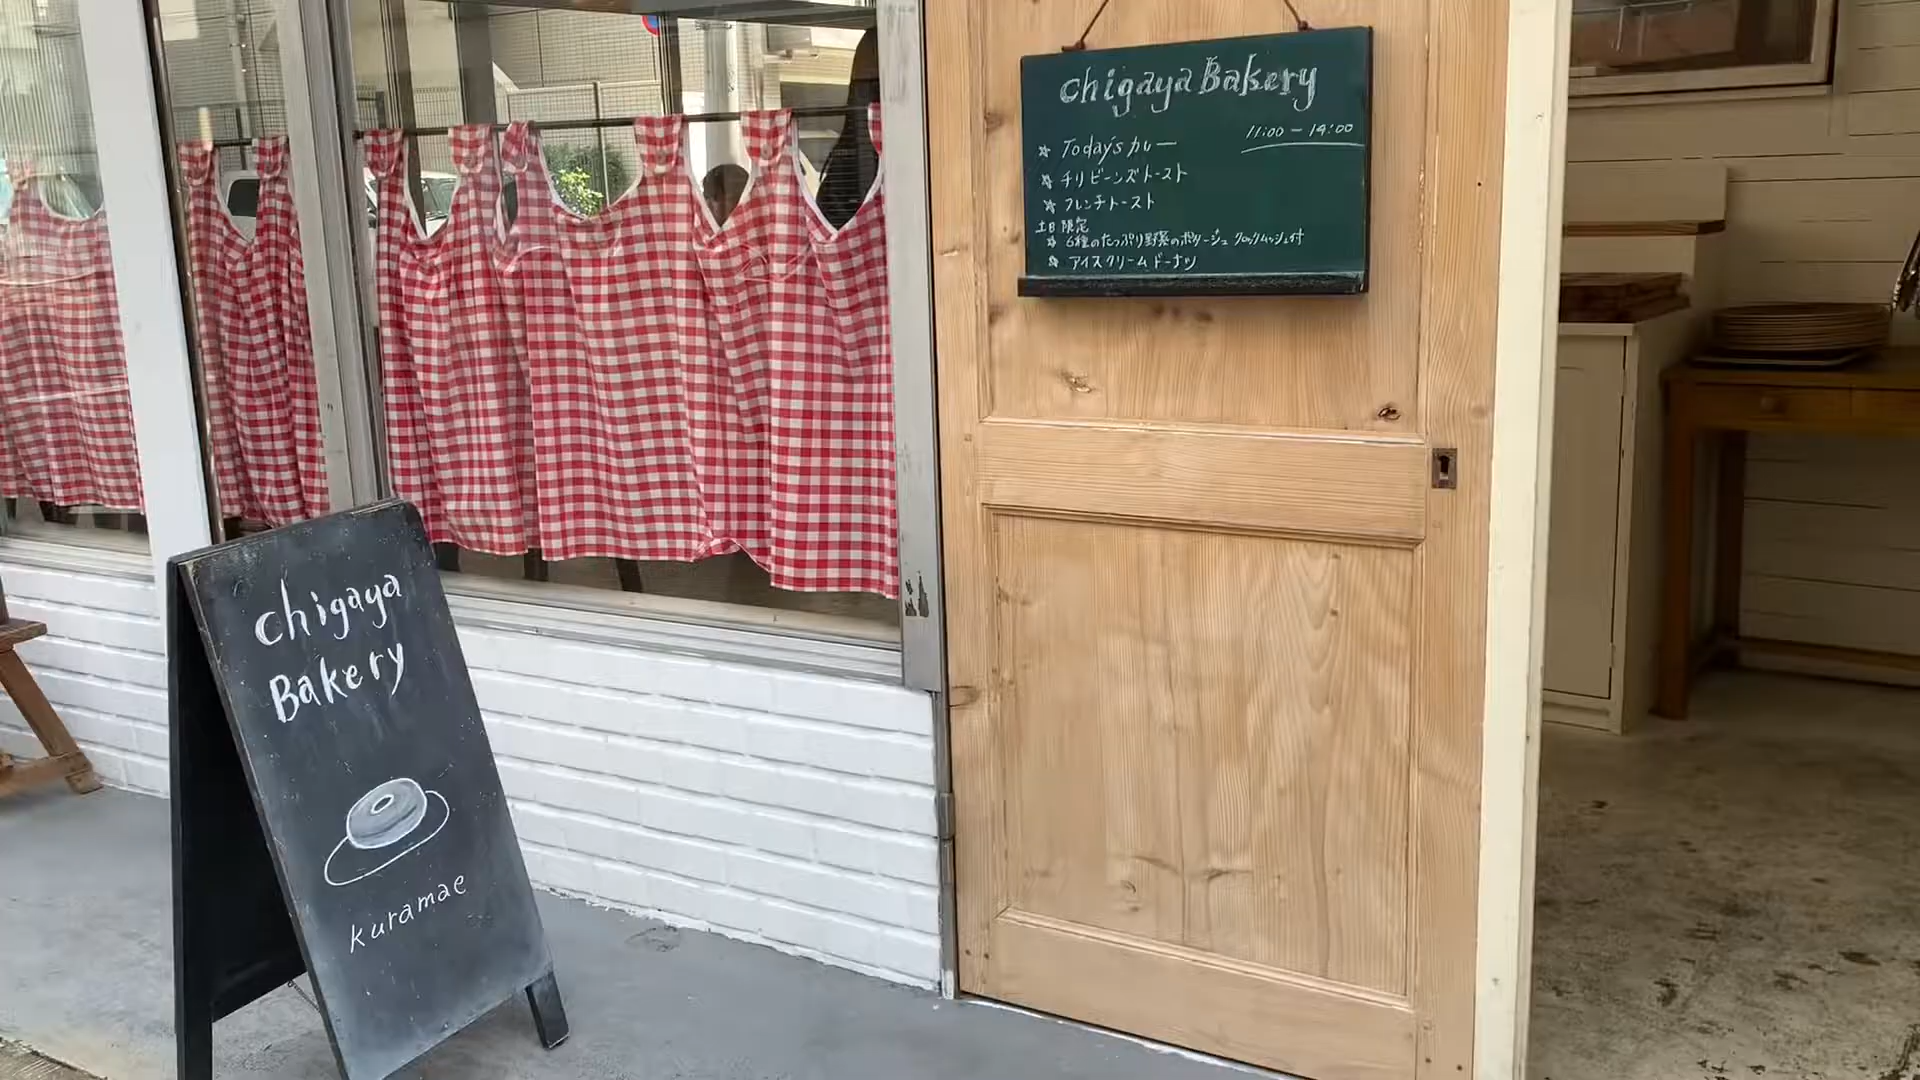 chigaya Bakery
11:00 - 14:00
Today's カレー
チリビーンズトースト
フレンチトースト
土日限定
6種のたっぷり野菜のポタージュ クロックムッシュ付
アイスクリームドーナツ
chigaya
Bakery
kuramae